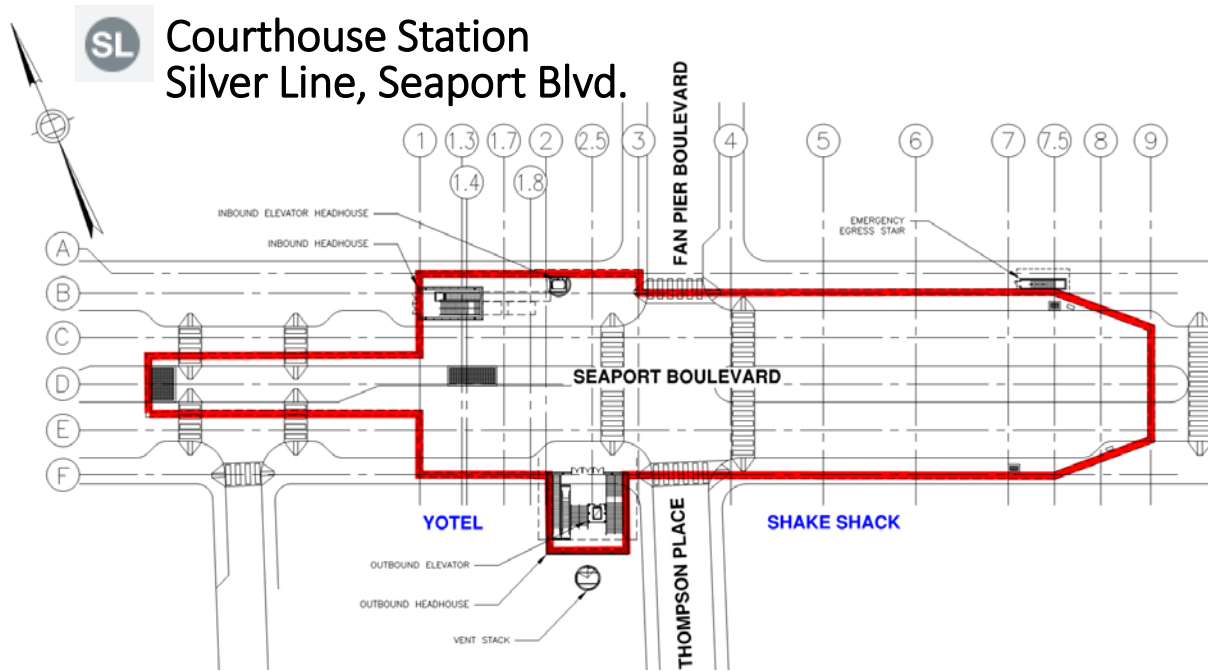 SL
Courthouse Station
Silver Line, Seaport Blvd.
FAN PIER BOULEVARD
1
1.3
1.7
2
2.5
3
4
5
6
7
7.5
8
9
1.4
1.8
INBOUND ELEVATOR HEADHOUSE
INBOUND HEADHOUSE
EMERGENCY
EGRESS STAIR
A
B
C
D
E
F
SEAPORT BOULEVARD
YOTEL
SHAKE SHACK
OUTBOUND ELEVATOR
OUTBOUND HEADHOUSE
VENT STACK
THOMPSON PLACE